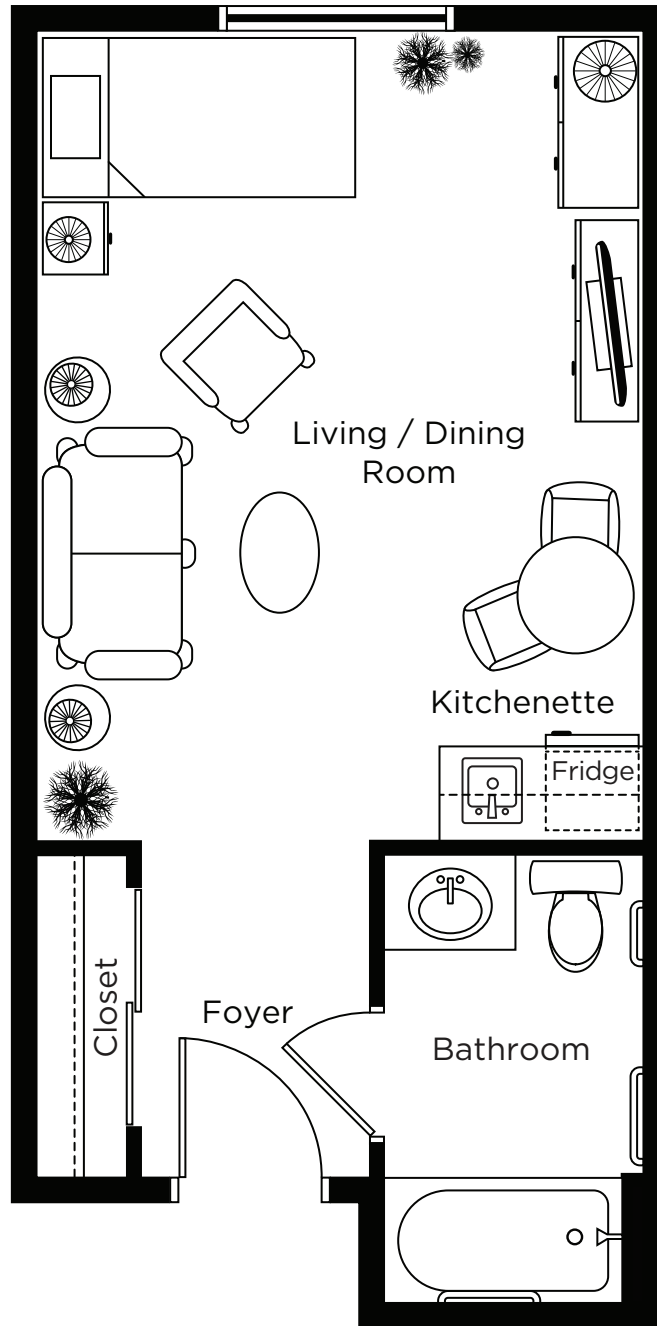 Living / Dining
Room
Kitchenette
Fridge
Closet
Foyer
Bathroom